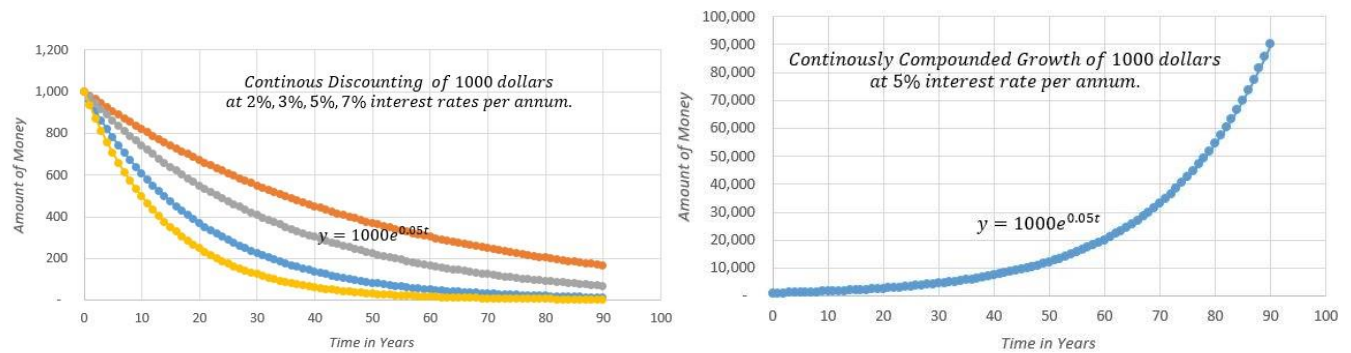 Continous Discounting of 1000 dollars
at 2%, 3%, 5%, 7% interest rates per annum.
y = 1000e^{0.05t}
Amount of Money
1,200
1,000
800
600
400
200
-
0 10 20 30 40 50 60 70 80 90 100
Time in Years
Continously Compounded Growth of 1000 dollars
at 5% interest rate per annum.
y = 1000e^{0.05t}
Amount of Money
100,000
90,000
80,000
70,000
60,000
50,000
40,000
30,000
20,000
10,000
-
0 10 20 30 40 50 60 70 80 90 100
Time in Years